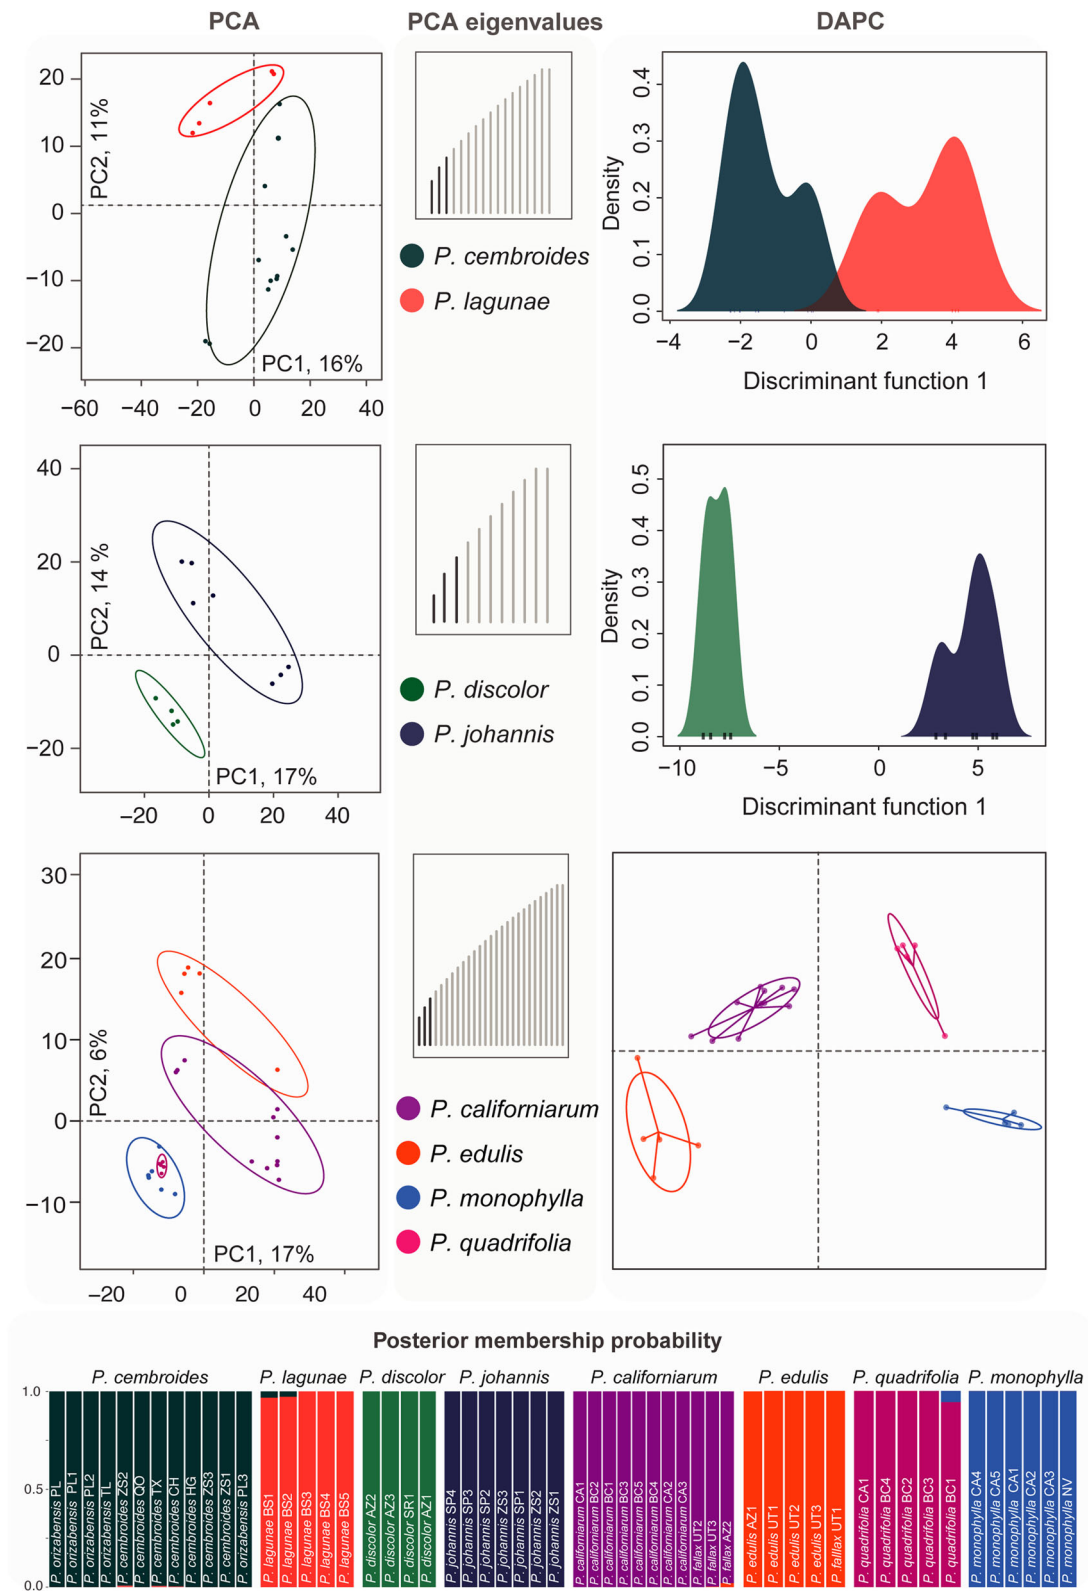 PCA
PCA eigenvalues
DAPC
20
10
0
−10
−20
PC2, 11%
PC1, 16%
−60 −40 −20 0 20 40
P. cembroides
P. lagunae
0.4
0.3
0.2
0.1
0.0
Density
−4 −2 0 2 4 6
Discriminant function 1
40
20
0
−20
PC2, 14 %
PC1, 17%
−20 0 20 40
P. discolor
P. johannis
0.5
0.4
0.3
0.2
0.1
0.0
Density
−10 −5 0 5
Discriminant function 1
30
20
10
0
−10
PC2, 6%
PC1, 17%
−20 0 20 40
P. californiarum
P. edulis
P. monophylla
P. quadrifolia
Posterior membership probability
P. cembroides P. lagunae P. discolor P. johannis P. californiarum P. edulis P. quadrifolia P. monophylla
1.0
0.5
0.0
P. orizabensis PL
P. orizabensis PL1
P. orizabensis PL2
P. orizabensis TL
P. cembroides ZS2
P. cembroides QO
P. cembroides TX
P. cembroides CH
P. cembroides HG
P. cembroides ZS3
P. cembroides ZS1
P. orizabensis PL3
P. lagunae BS1
P. lagunae BS2
P. lagunae BS3
P. lagunae BS4
P. lagunae BS5
P. discolor AZ2
P. discolor AZ3
P. discolor SR1
P. discolor AZ1
P. johannis SP4
P. johannis SP3
P. johannis SP2
P. johannis ZS3
P. johannis SP1
P. johannis ZS2
P. johannis ZS1
P. californiarum CA1
P. californiarum BC2
P. californiarum BC1
P. californiarum BC3
P. californiarum BC5
P. californiarum BC4
P. californiarum CA2
P. californiarum CA3
P. fallax UT2
P. fallax UT3
P. fallax AZ2
P. edulis AZ1
P. edulis UT1
P. edulis UT2
P. edulis UT3
P. fallax UT1
P. quadrifolia CA1
P. quadrifolia BC4
P. quadrifolia BC2
P. quadrifolia BC3
P. quadrifolia BC1
P. monophylla CA4
P. monophylla CA5
P. monophylla CA1
P. monophylla CA2
P. monophylla CA3
P. monophylla NV